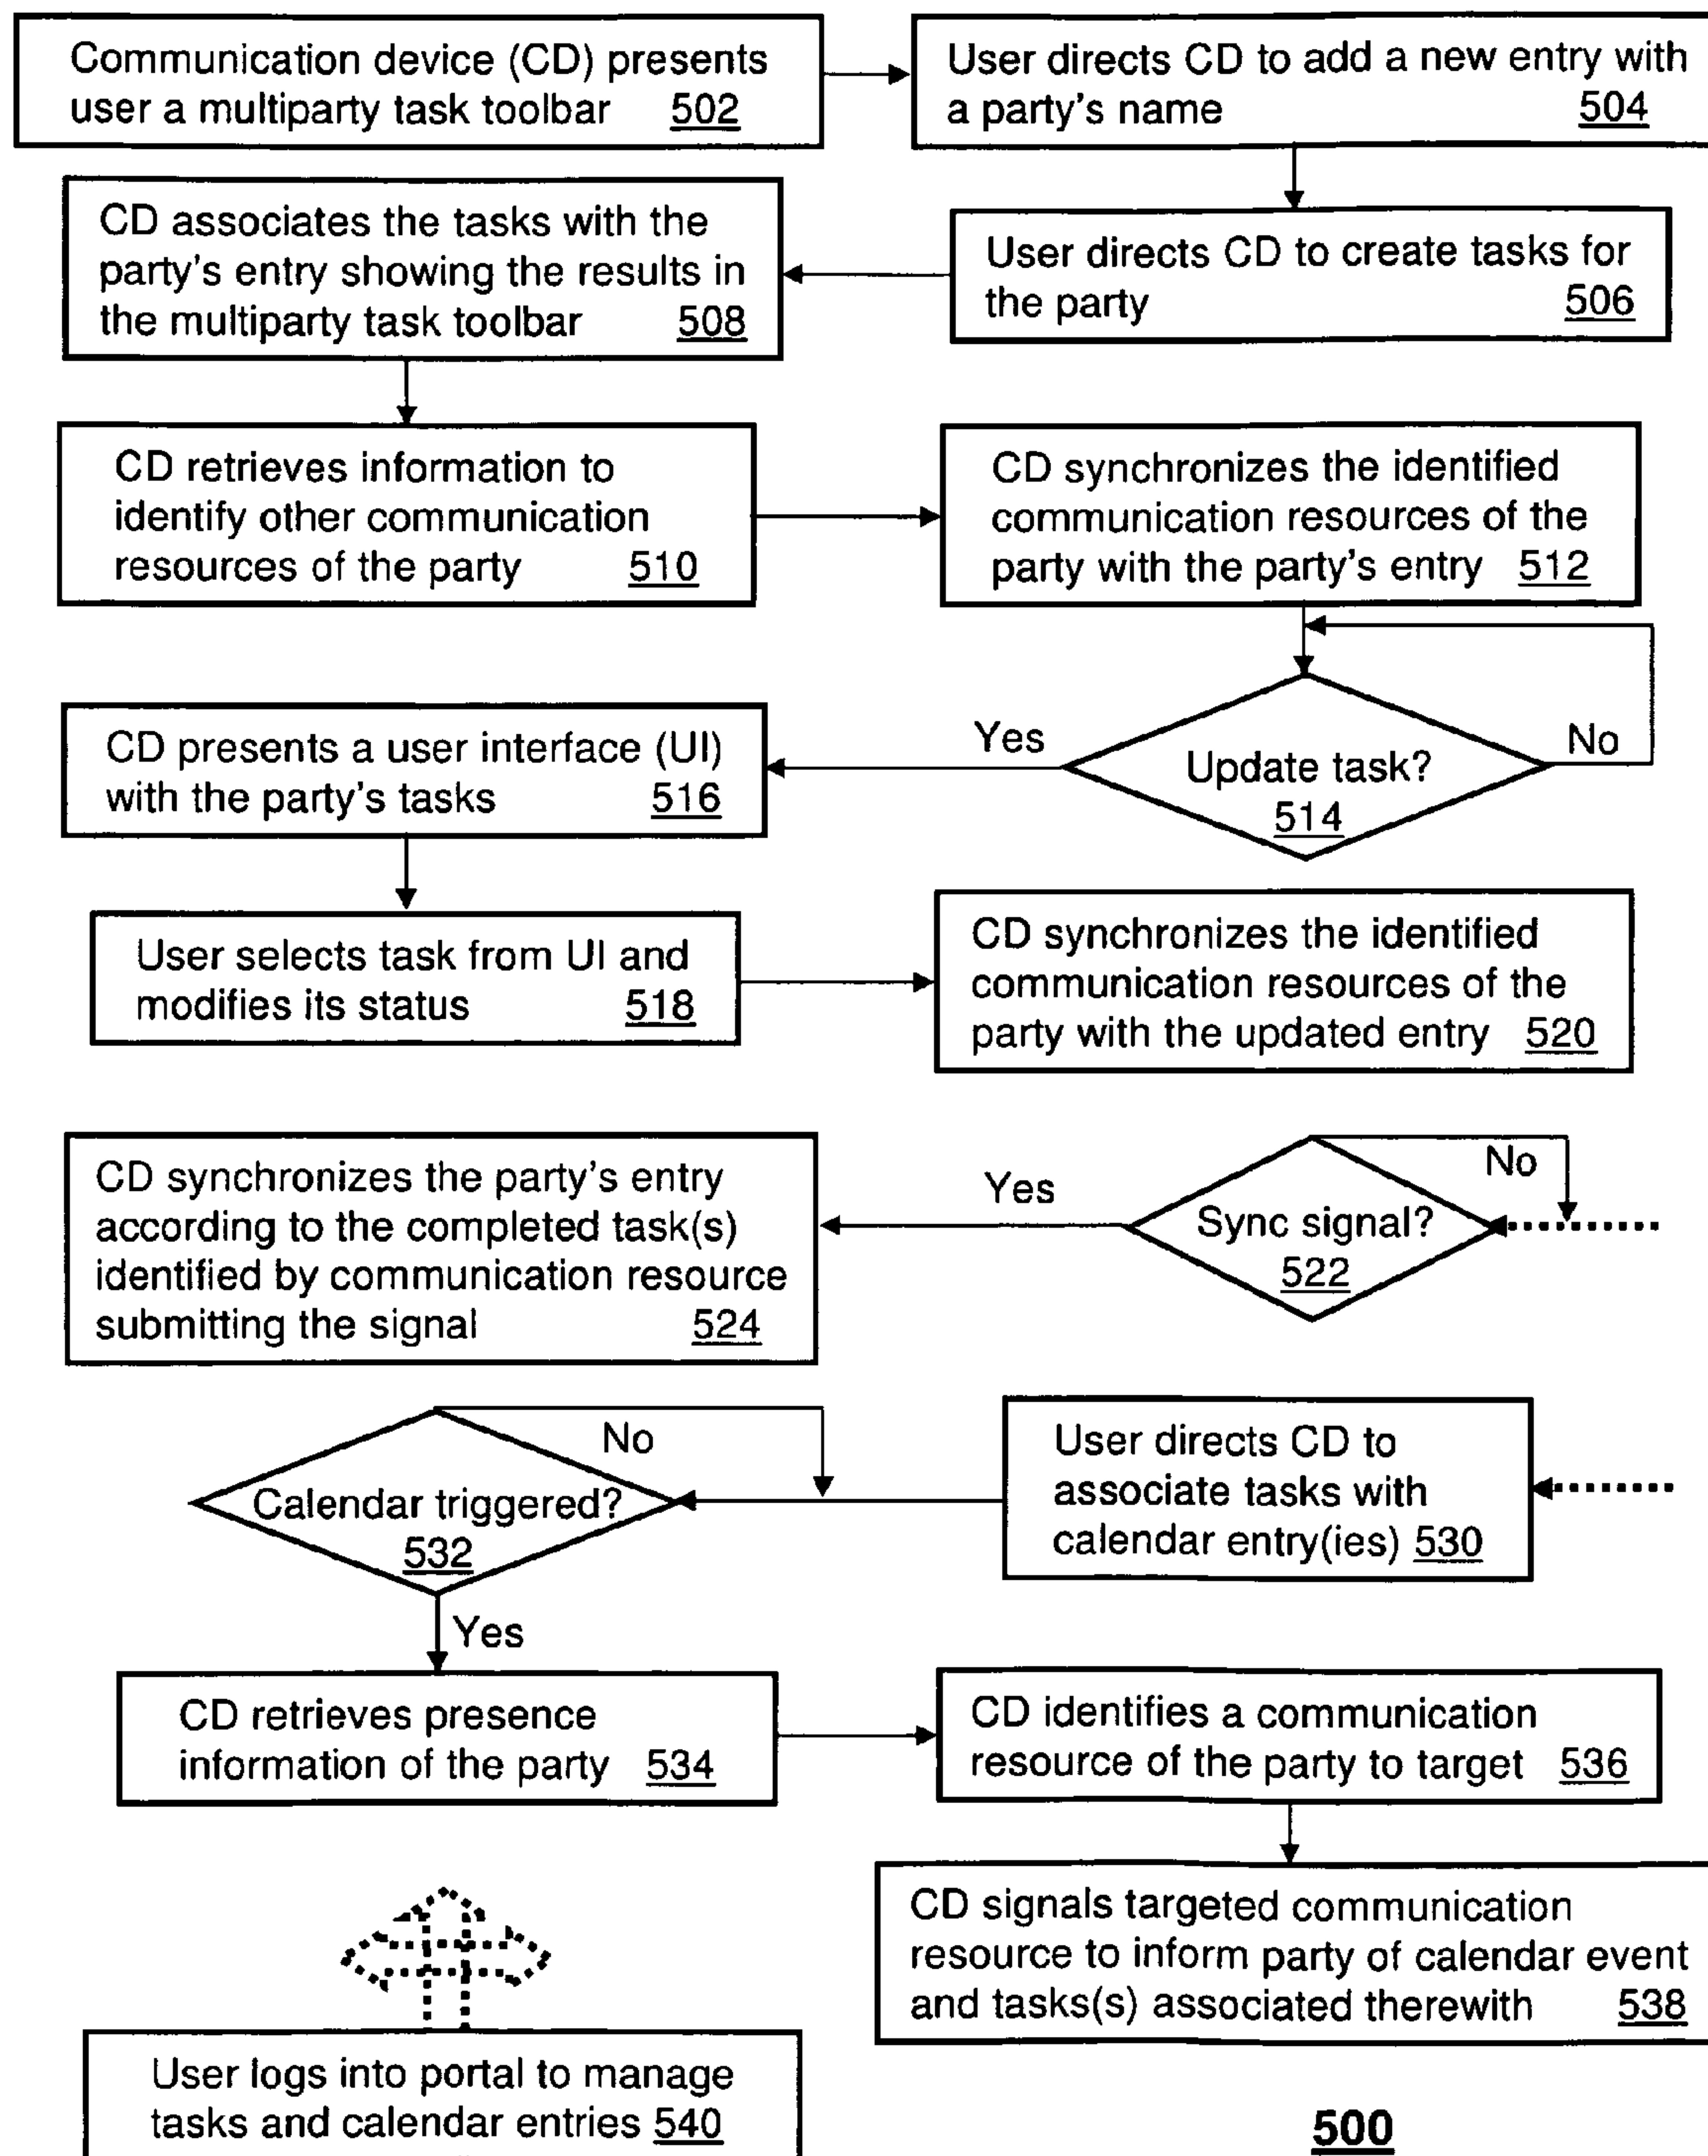 Communication device (CD) presents
user a multiparty task toolbar 502
User directs CD to add a new entry with
a party's name 504
CD associates the tasks with the
party's entry showing the results in
the multiparty task toolbar 508
User directs CD to create tasks for
the party 506
CD retrieves information to
identify other communication
resources of the party 510
CD synchronizes the identified
communication resources of the
party with the party's entry 512
Yes
No
Update task?
514
CD presents a user interface (UI)
with the party's tasks 516
User selects task from UI and
modifies its status 518
CD synchronizes the identified
communication resources of the
party with the updated entry 520
CD synchronizes the party's entry
according to the completed task(s)
identified by communication resource
submitting the signal 524
Yes
No
Sync signal?
522
No
Calendar triggered?
532
User directs CD to
associate tasks with
calendar entry(ies) 530
Yes
CD retrieves presence
information of the party 534
CD identifies a communication
resource of the party to target 536
CD signals targeted communication
resource to inform party of calendar event
and tasks(s) associated therewith 538
User logs into portal to manage
tasks and calendar entries 540
500